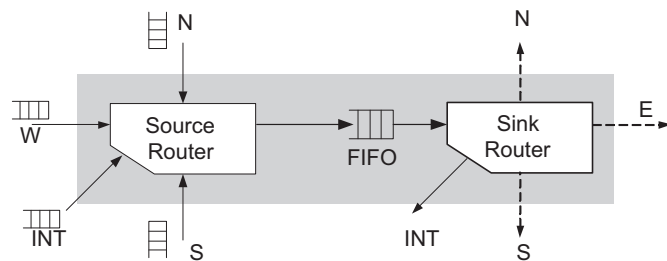 N
N
W
Source
Router
FIFO
Sink
Router
E
INT
S
INT
S